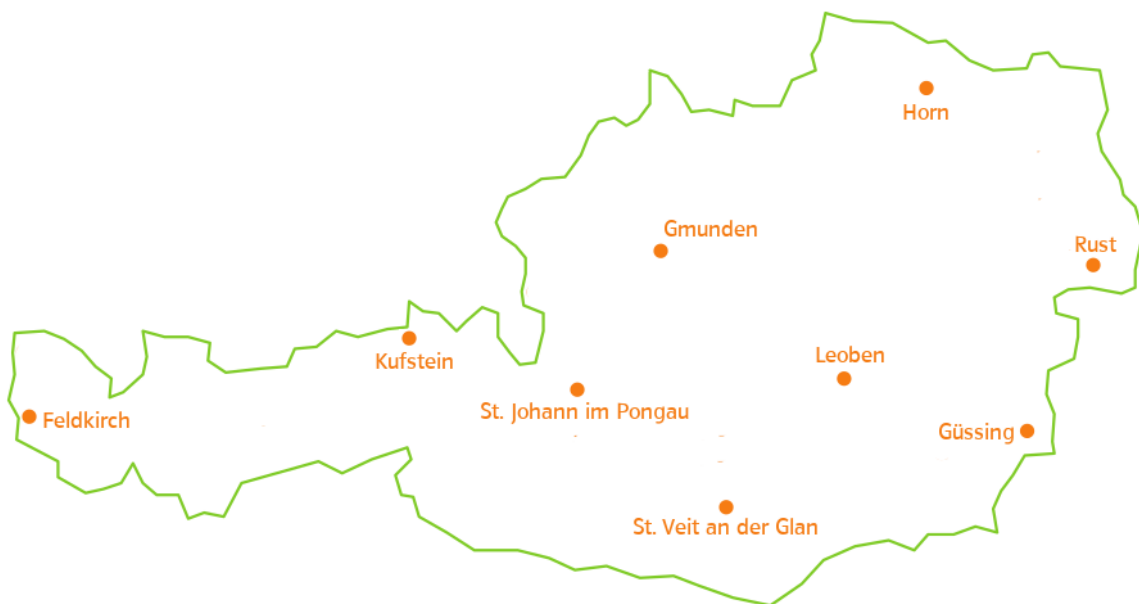 Horn
Gmunden
Rust
Kufstein
Leoben
St. Johann im Pongau
Feldkirch
Güssing
St. Veit an der Glan